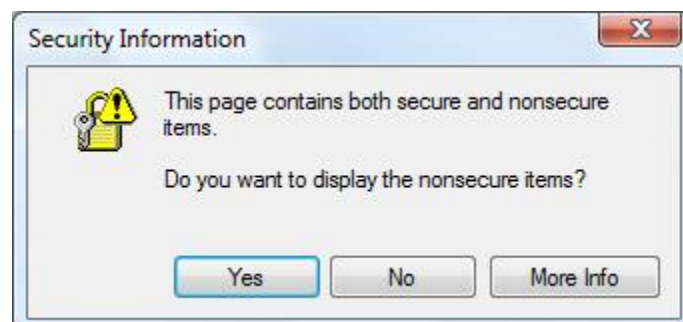 Security Information
This page contains both secure and nonsecure
items.
Do you want to display the nonsecure items?
Yes No More Info